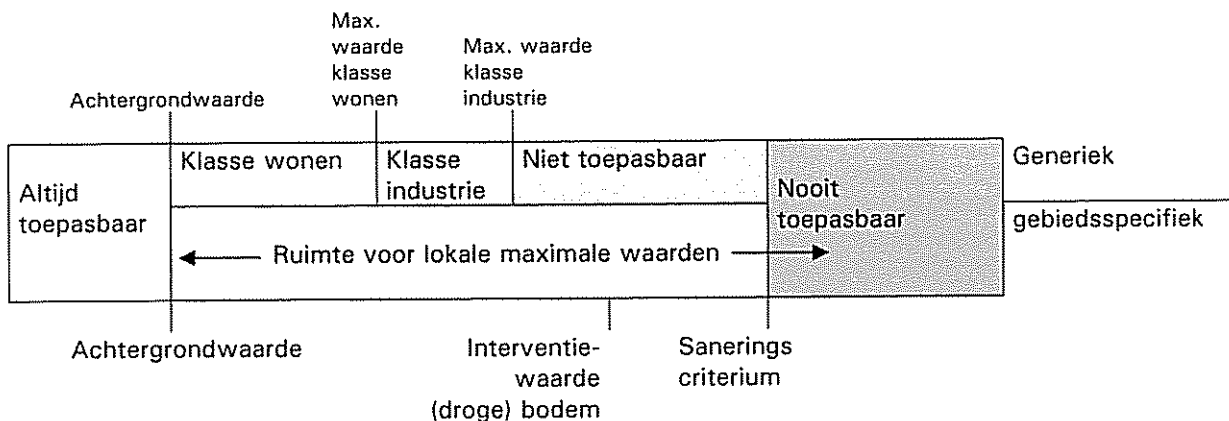 Max.
waarde
klasse
wonen
Max. waarde
klasse
industrie
Achtergrondwaarde
Altijd
toepasbaar
Klasse wonen
Klasse
industrie
Niet toepasbaar
Nooit
toepasbaar
Generiek
gebiedsspecifiek
Ruimte voor lokale maximale waarden
Achtergrondwaarde
Interventie-
waarde
(droge) bodem
Sanerings
criterium